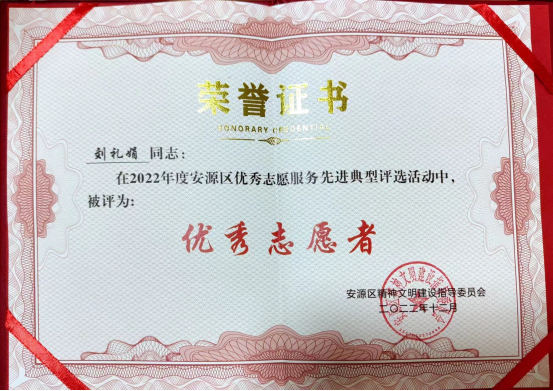 荣誉证书
HONORARY CREDENTIAL
刘礼娟 同志：
在2022年度安源区优秀志愿服务先进典型评选活动中，
被评为：
优秀志愿者
安源区精神文明建设指导委员会
二〇二二年十二月